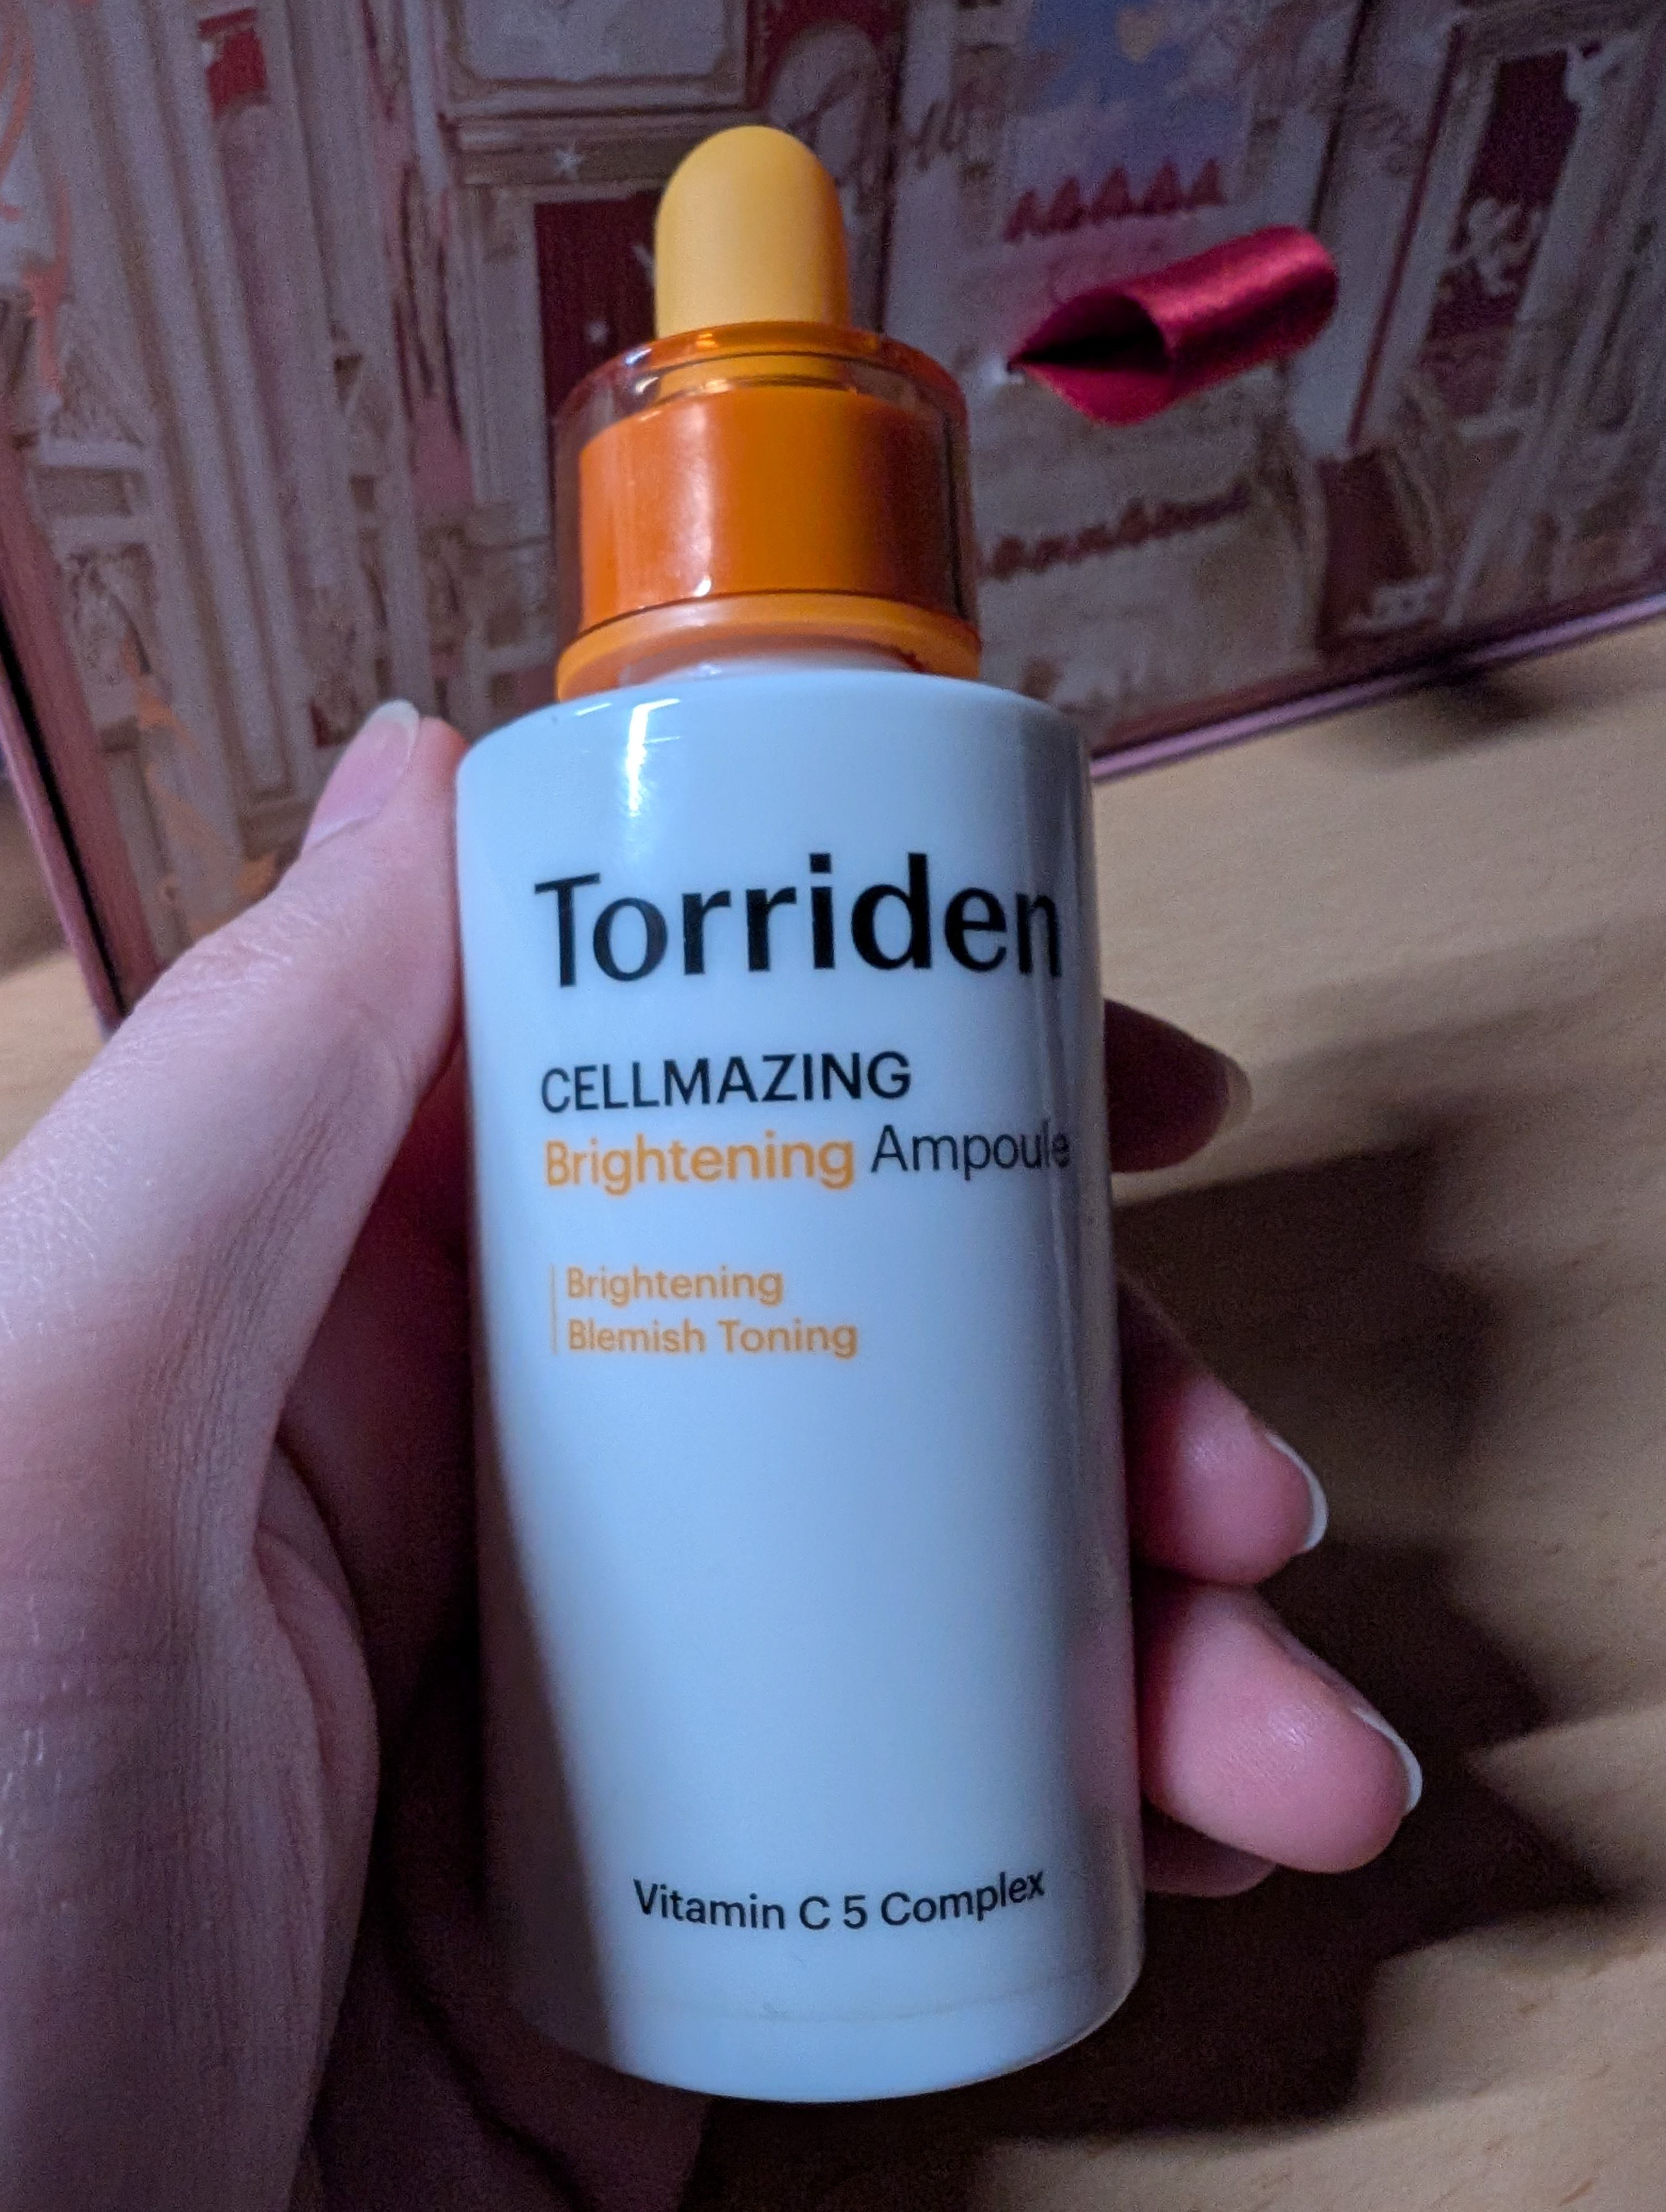 Torriden
CELLMAZING
Brightening Ampoule
Brightening
Blemish Toning
Vitamin C 5 Complex